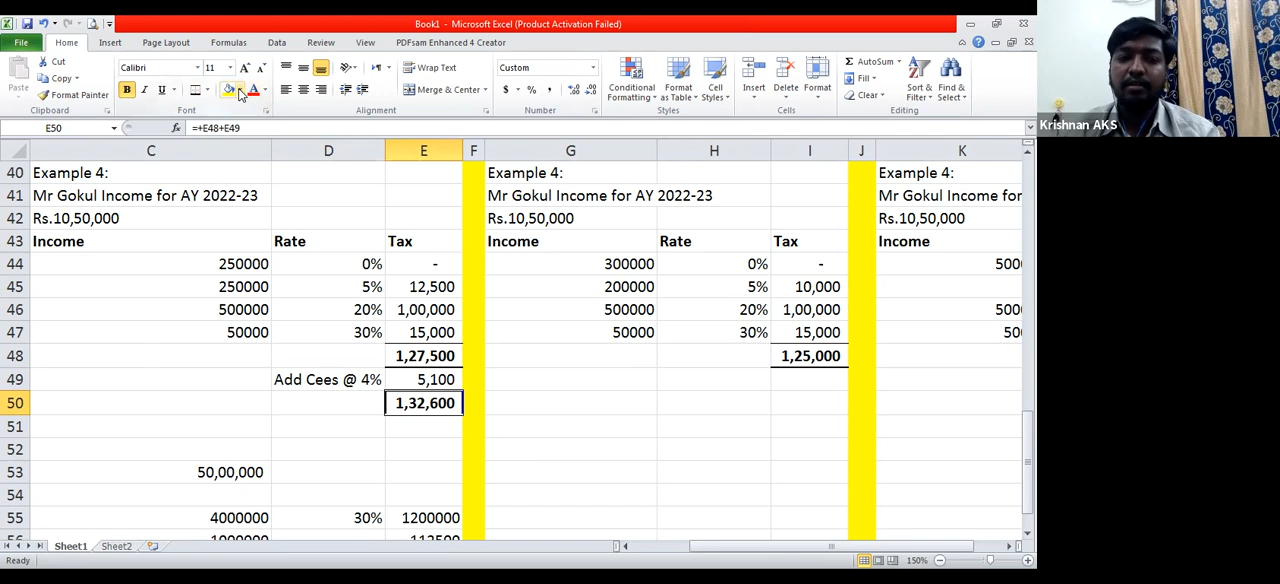 Book1 - Microsoft Excel (Product Activation Failed)
File Home Insert Page Layout Formulas Data Review View PDFsam Enhanced 4 Creator
Paste Cut Copy Format Painter Clipboard
Calibri 11 B I U A Font
Wrap Text Merge & Center Alignment
Custom $ % , Number
Conditional Formatting Format as Table Cell Styles Styles
Insert Delete Format Cells
Σ AutoSum Fill Clear Sort & Filter Find & Select Editing
E50 fx =+E48+E49
C D E F G H I J K
40 Example 4: Example 4: Example 4:
41 Mr Gokul Income for AY 2022-23 Mr Gokul Income for AY 2022-23 Mr Gokul Income for
42 Rs.10,50,000 Rs.10,50,000 Rs.10,50,000
43 Income Rate Tax Income Rate Tax Income
44 250000 0% - 300000 0% - 5000
45 250000 5% 12,500 200000 5% 10,000
46 500000 20% 1,00,000 500000 20% 1,00,000 5000
47 50000 30% 15,000 50000 30% 15,000 500
48 1,27,500 1,25,000
49 Add Cees @ 4% 5,100
50 1,32,600
51
52
53 50,00,000
54
55 4000000 30% 1200000
56 1000000 112500
Sheet1 Sheet2
Ready 150%
Krishnan AKS